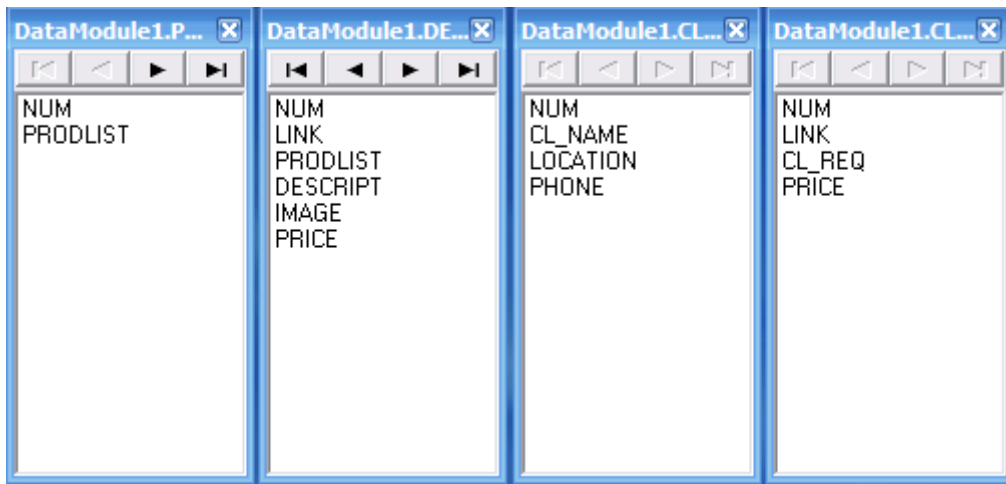 DataModule1.P...
NUM
PRODLIST
DataModule1.DE...
NUM
LINK
PRODLIST
DESCRIPT
IMAGE
PRICE
DataModule1.CL...
NUM
CL_NAME
LOCATION
PHONE
DataModule1.CL...
NUM
LINK
CL_REQ
PRICE